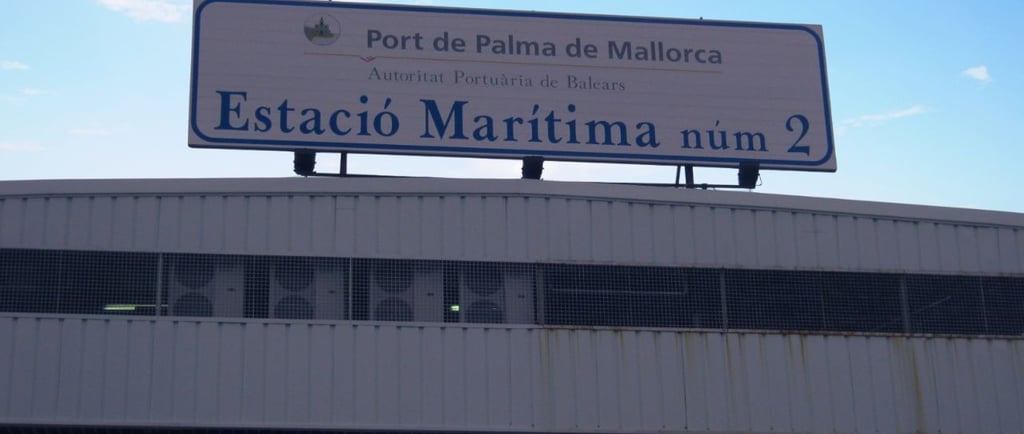 Port de Palma de Mallorca
Autoritat Portuària de Balears
Estació Marítima núm 2